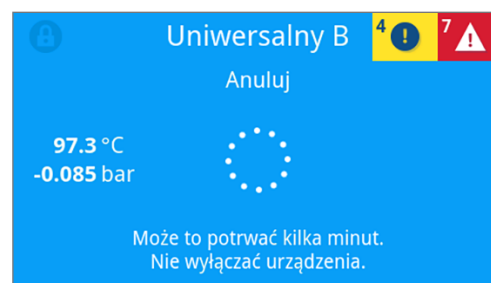 Uniwersalny B
4
7
Anuluj
97.3 °C
-0.085 bar
Może to potrwać kilka minut.
Nie wyłączać urządzenia.